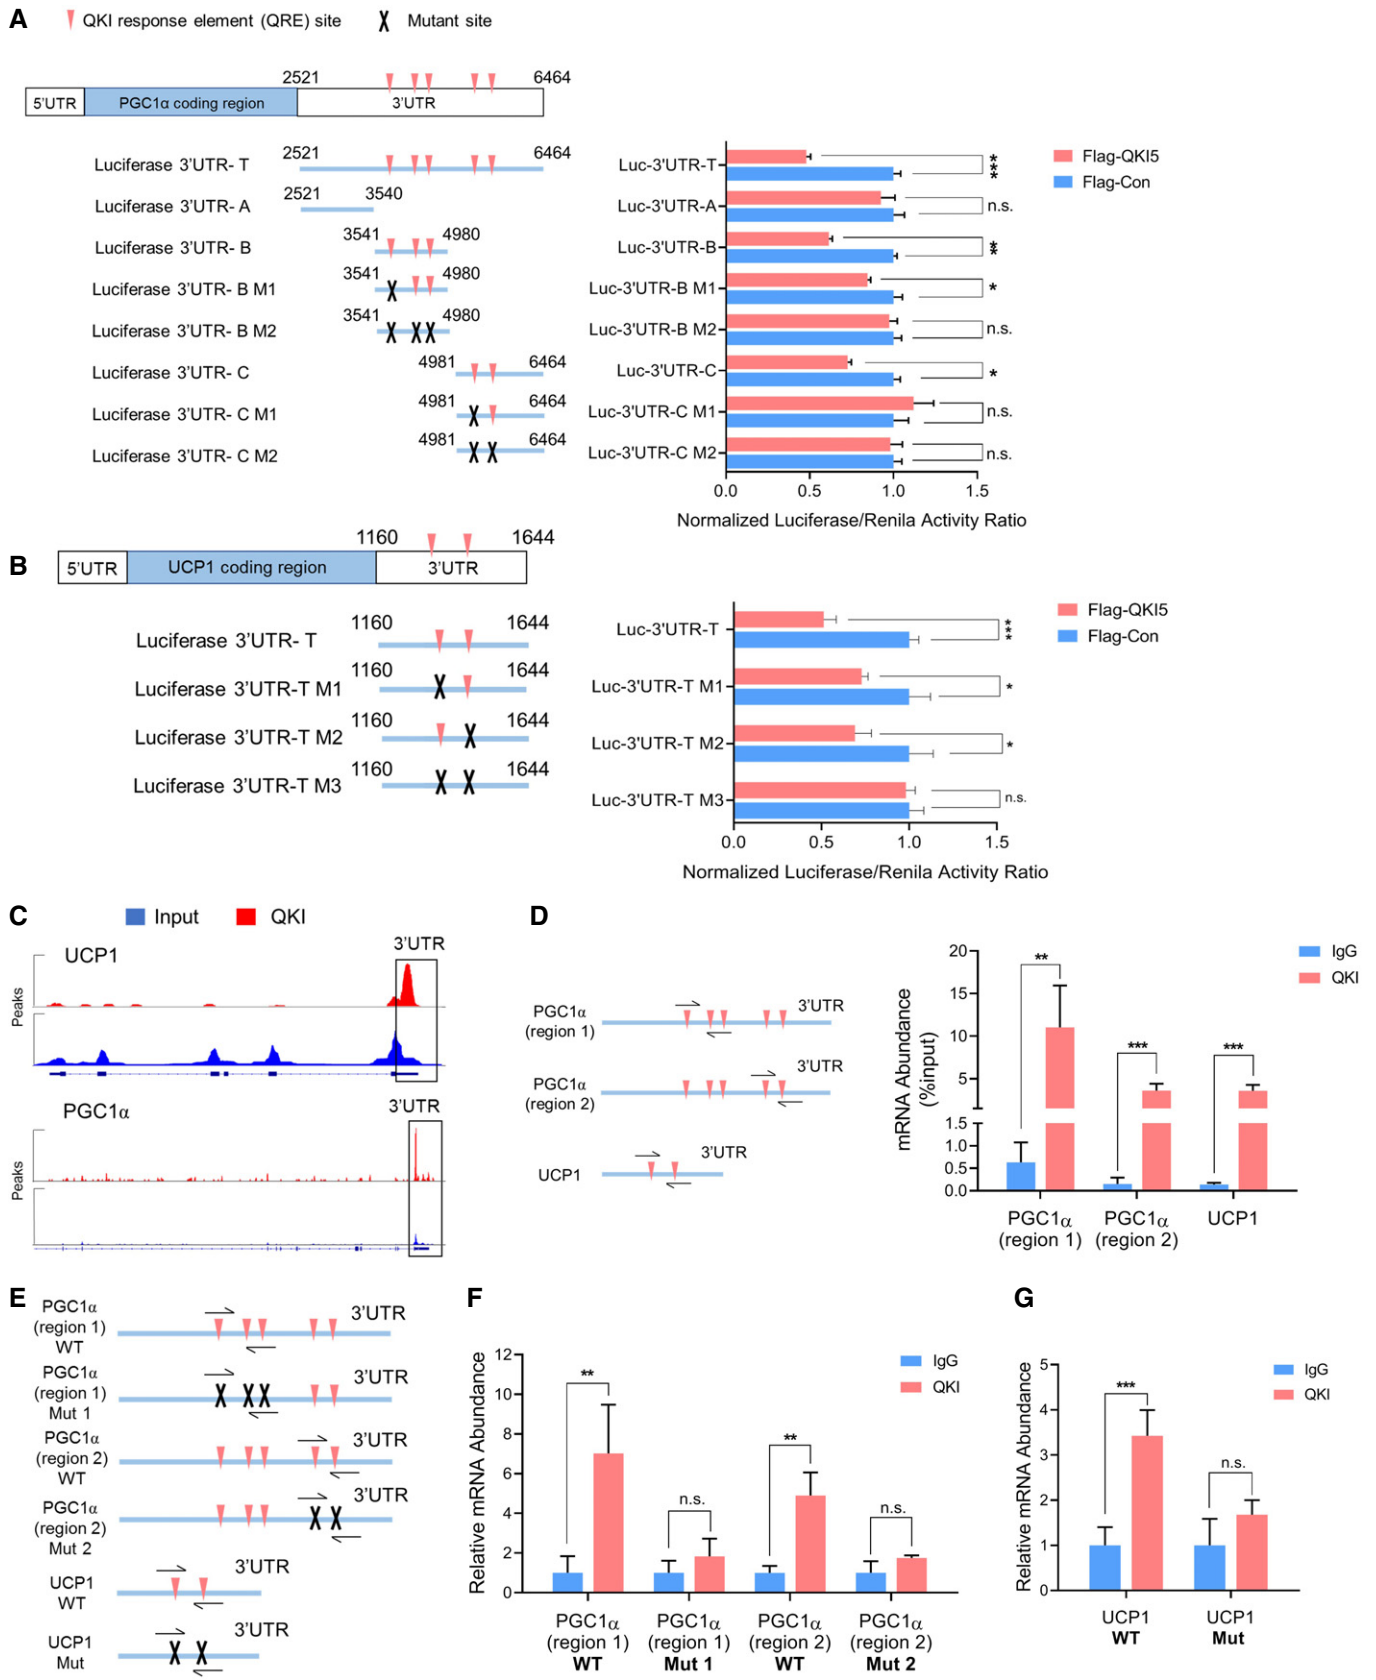 A
QKI response element (QRE) site
Mutant site
2521
6464
5'UTR
PGC1α coding region
3'UTR
Luciferase 3'UTR- T
2521
6464
Luciferase 3'UTR- A
2521
3540
Luciferase 3'UTR- B
3541
4980
Luciferase 3'UTR- B M1
3541
4980
Luciferase 3'UTR- B M2
3541
4980
Luciferase 3'UTR- C
4981
6464
Luciferase 3'UTR- C M1
4981
6464
Luciferase 3'UTR- C M2
4981
6464
Luc-3'UTR-T
***
Luc-3'UTR-A
n.s.
Luc-3'UTR-B
**
Luc-3'UTR-B M1
*
Luc-3'UTR-B M2
n.s.
Luc-3'UTR-C
*
Luc-3'UTR-C M1
n.s.
Luc-3'UTR-C M2
n.s.
0.0 0.5 1.0 1.5
Normalized Luciferase/Renila Activity Ratio
Flag-QKI5
Flag-Con
B
1160
1644
5'UTR
UCP1 coding region
3'UTR
Luciferase 3'UTR- T
1160
1644
Luciferase 3'UTR-T M1
1160
1644
Luciferase 3'UTR-T M2
1160
1644
Luciferase 3'UTR-T M3
1160
1644
Luc-3'UTR-T
***
Luc-3'UTR-T M1
*
Luc-3'UTR-T M2
*
Luc-3'UTR-T M3
n.s.
0.0 0.5 1.0 1.5
Normalized Luciferase/Renila Activity Ratio
Flag-QKI5
Flag-Con
C
Input
QKI
UCP1
3'UTR
Peaks
PGC1α
3'UTR
Peaks
D
PGC1α
(region 1)
3'UTR
PGC1α
(region 2)
3'UTR
UCP1
3'UTR
mRNA Abundance
(%input)
20
15
10
5
1.5
1.0
0.5
0.0
**
***
***
PGC1α
(region 1)
PGC1α
(region 2)
UCP1
IgG
QKI
E
PGC1α
(region 1)
WT
3'UTR
PGC1α
(region 1)
Mut 1
3'UTR
PGC1α
(region 2)
WT
3'UTR
PGC1α
(region 2)
Mut 2
3'UTR
UCP1
WT
3'UTR
UCP1
Mut
3'UTR
F
Relative mRNA Abundance
12
10
8
6
4
2
0
**
n.s.
**
n.s.
PGC1α
(region 1)
WT
PGC1α
(region 1)
Mut 1
PGC1α
(region 2)
WT
PGC1α
(region 2)
Mut 2
IgG
QKI
G
Relative mRNA Abundance
5
4
3
2
1
0
***
n.s.
UCP1
WT
UCP1
Mut
IgG
QKI